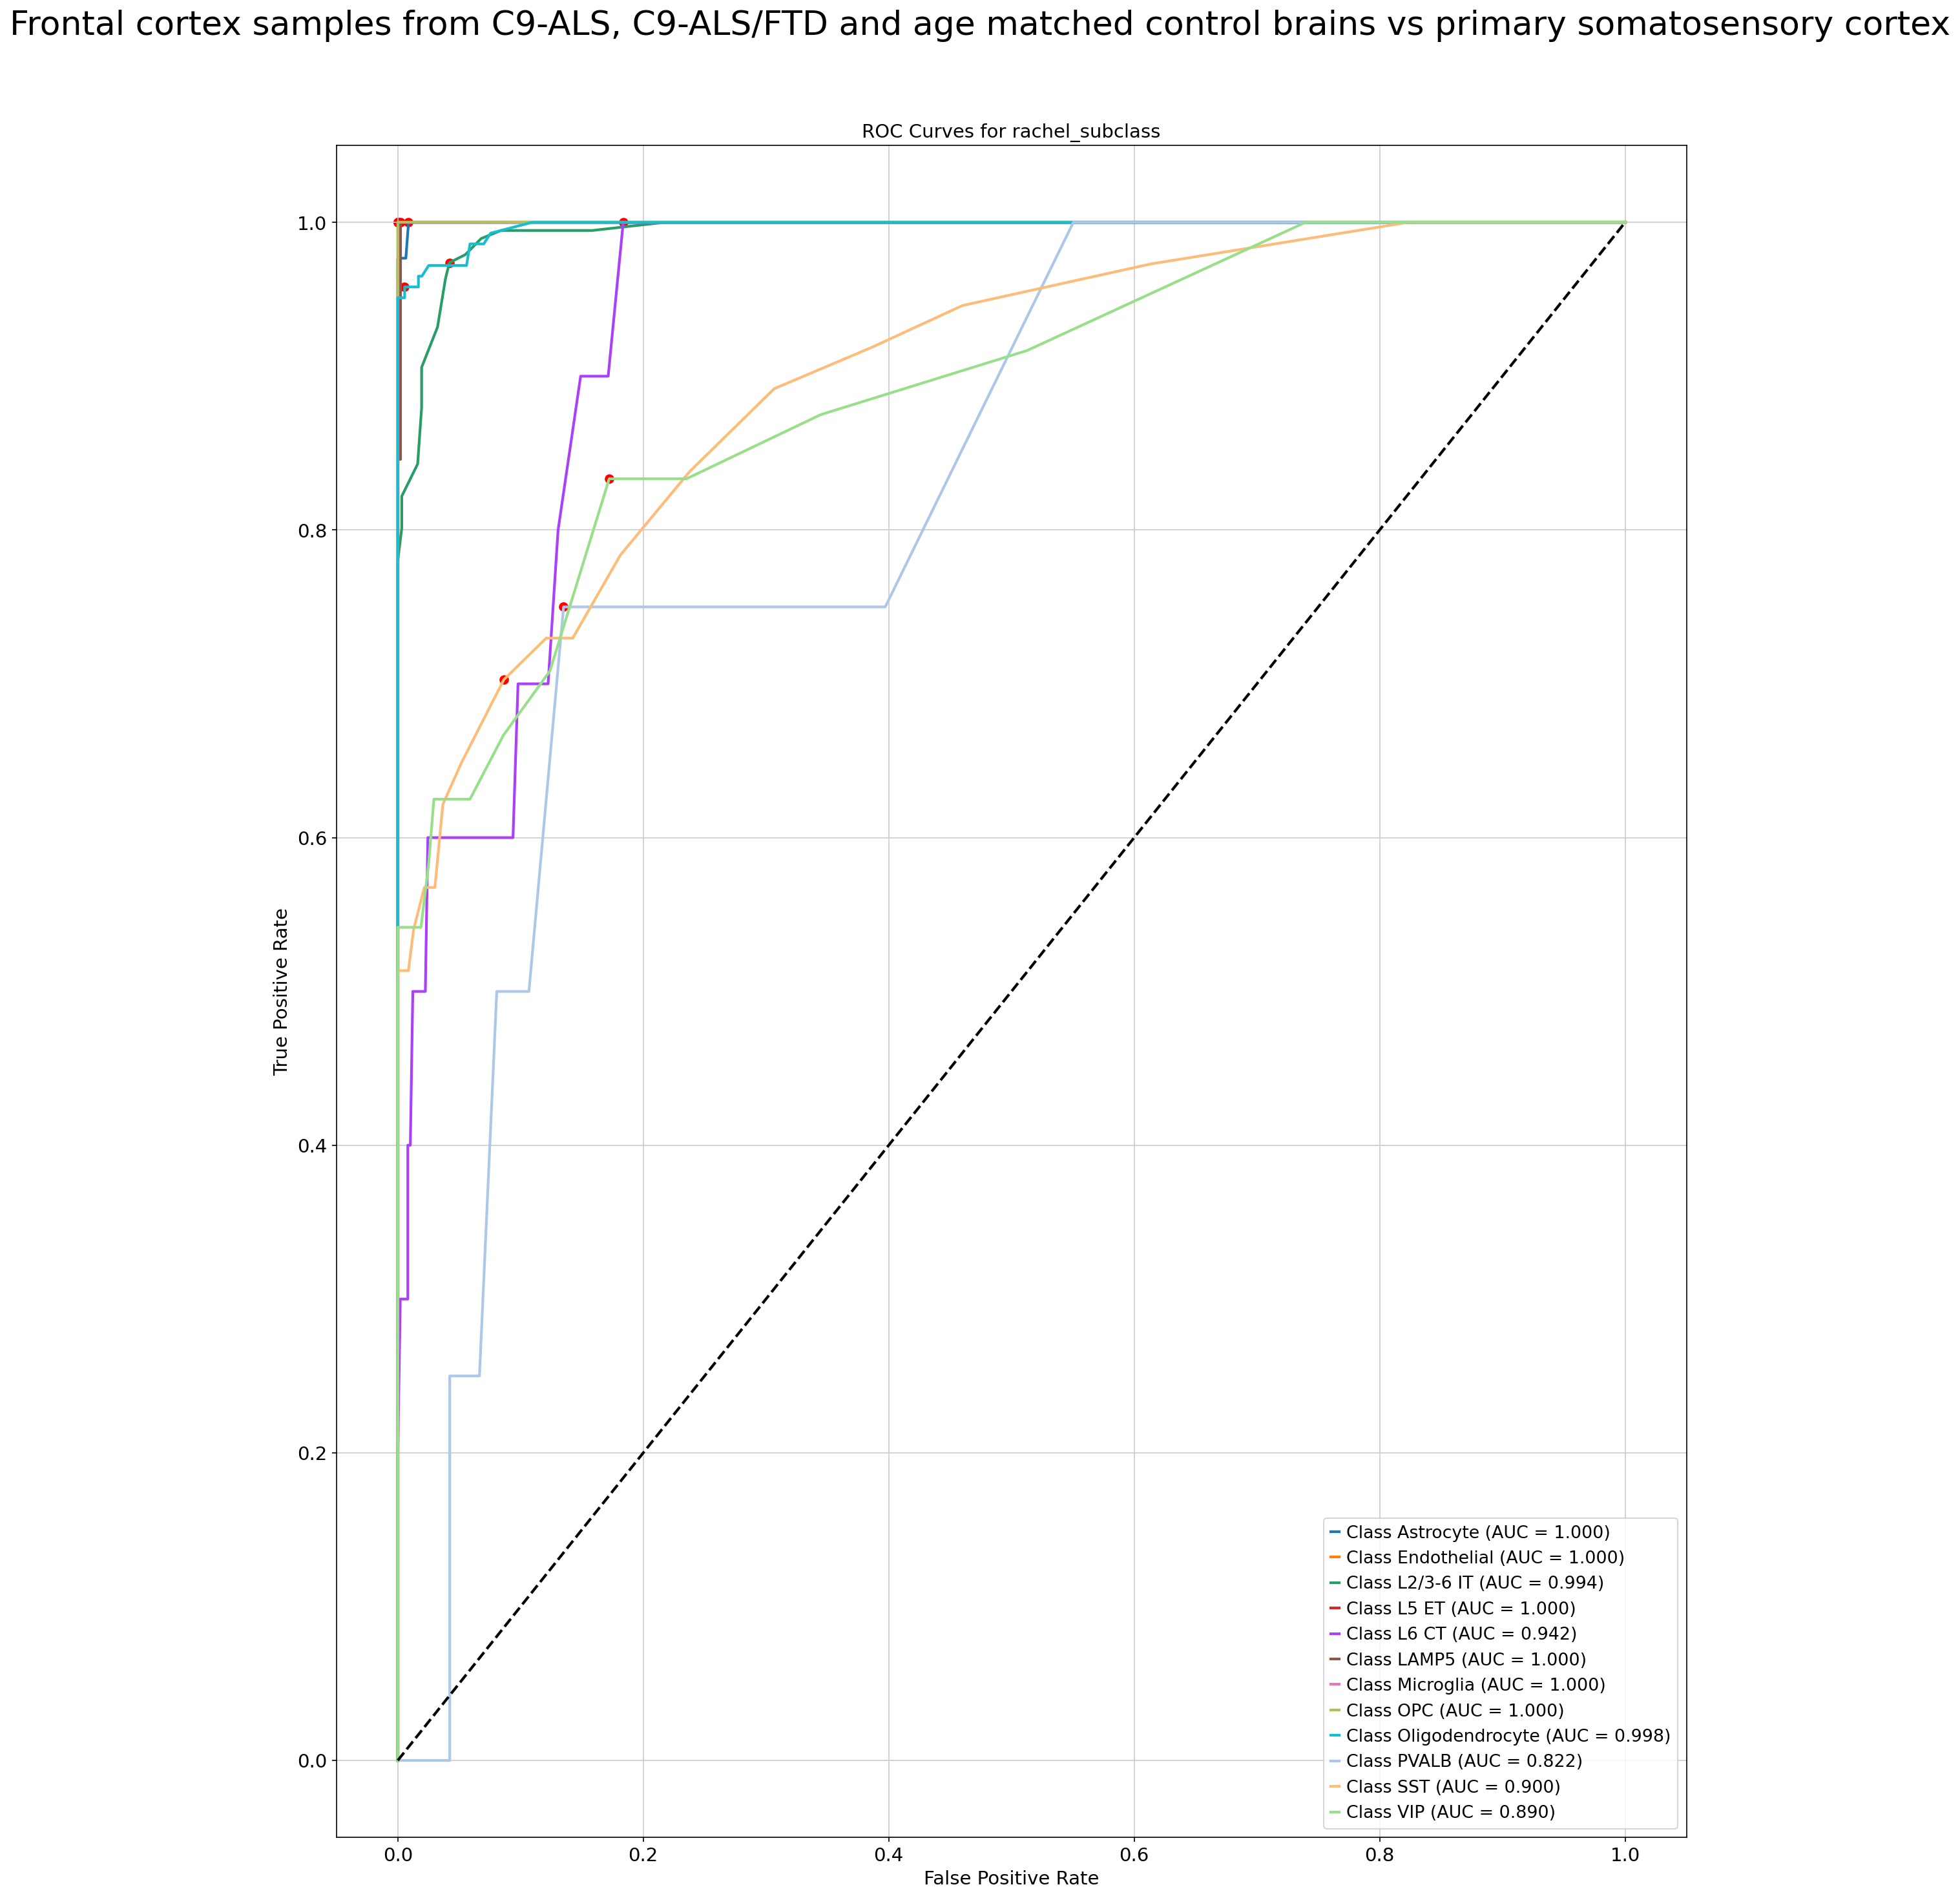 Frontal cortex samples from C9-ALS, C9-ALS/FTD and age matched control brains vs primary somatosensory cortex
ROC Curves for rachel_subclass
1.0
0.8
0.6
0.4
0.2
0.0
True Positive Rate
Class Astrocyte (AUC = 1.000)
Class Endothelial (AUC = 1.000)
Class L2/3-6 IT (AUC = 0.994)
Class L5 ET (AUC = 1.000)
Class L6 CT (AUC = 0.942)
Class LAMP5 (AUC = 1.000)
Class Microglia (AUC = 1.000)
Class OPC (AUC = 1.000)
Class Oligodendrocyte (AUC = 0.998)
Class PVALB (AUC = 0.822)
Class SST (AUC = 0.900)
Class VIP (AUC = 0.890)
0.0 0.2 0.4 0.6 0.8 1.0
False Positive Rate